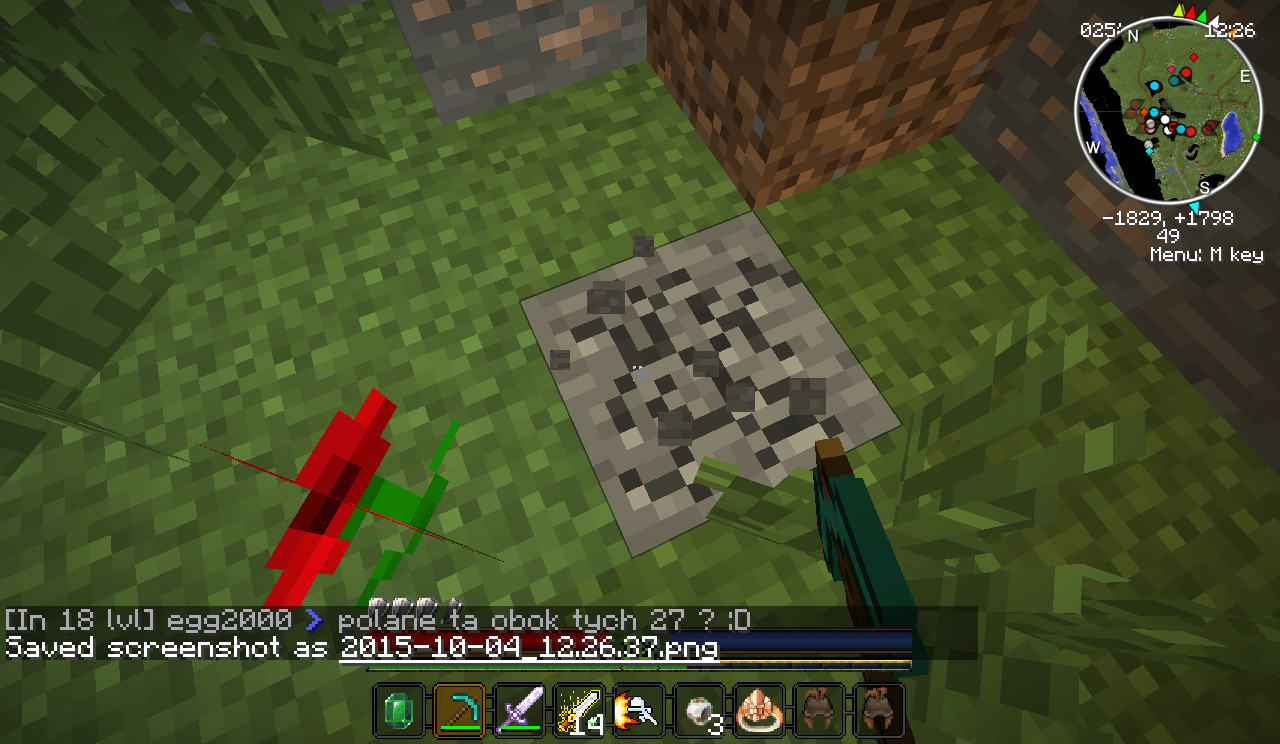 025° 12:26
N
E
W
S
-1829, +1798
49
Menu: M key
[In 18 lvl] egg2000 > polane ta obok tych 27 ? ;D
Saved screenshot as 2015-10-04_12.26.37.png
14
3